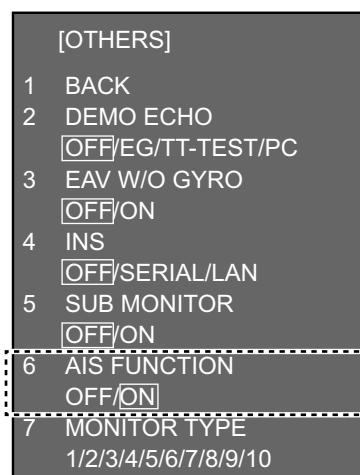 [OTHERS]
1 BACK
2 DEMO ECHO
OFF/EG/TT-TEST/PC
3 EAV W/O GYRO
OFF/ON
4 INS
OFF/SERIAL/LAN
5 SUB MONITOR
OFF/ON
6 AIS FUNCTION
OFF/ON
7 MONITOR TYPE
1/2/3/4/5/6/7/8/9/10